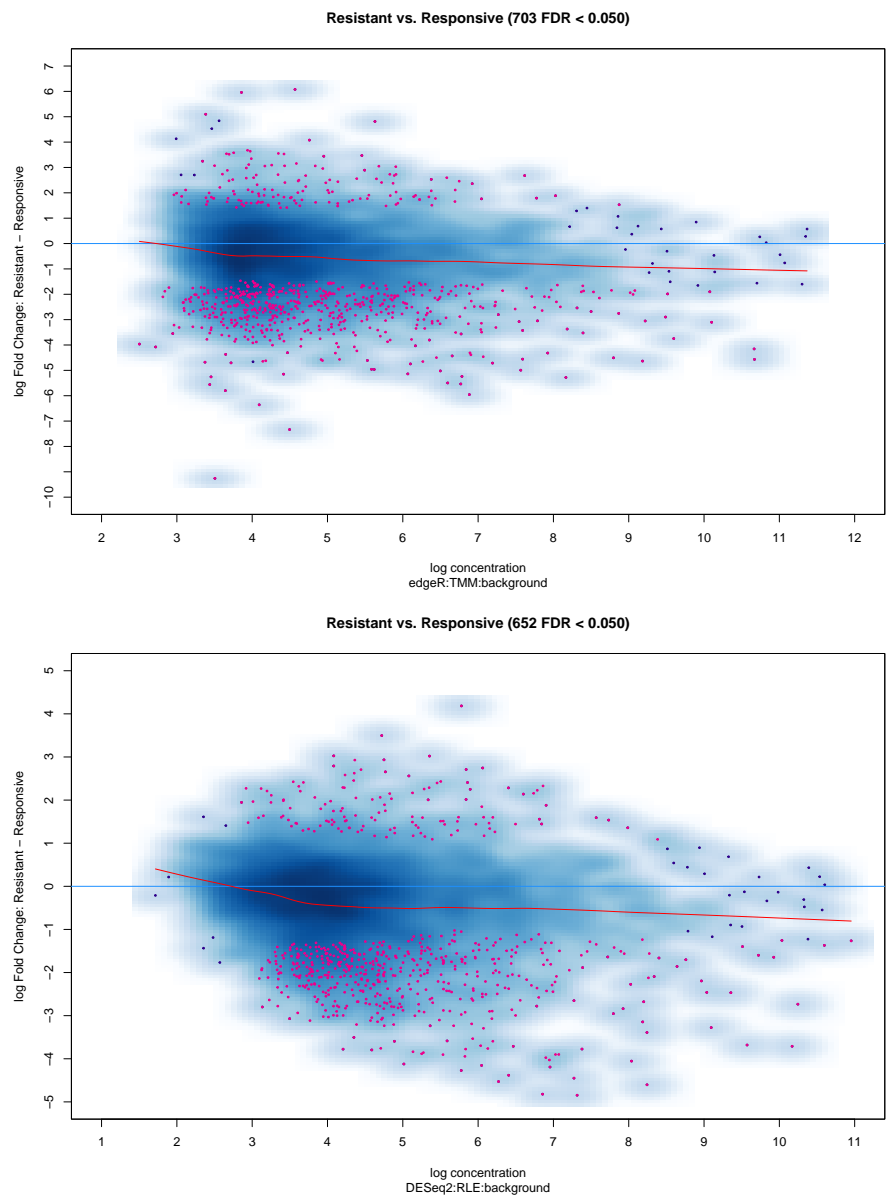 Resistant vs. Responsive (703 FDR < 0.050)
log Fold Change: Resistant − Responsive
7
6
5
4
3
2
1
0
−1
−2
−3
−4
−5
−6
−7
−8
−10
2 3 4 5 6 7 8 9 10 11 12
log concentration
edgeR:TMM:background
Resistant vs. Responsive (652 FDR < 0.050)
log Fold Change: Resistant − Responsive
5
4
3
2
1
0
−1
−2
−3
−4
−5
1 2 3 4 5 6 7 8 9 10 11
log concentration
DESeq2:RLE:background